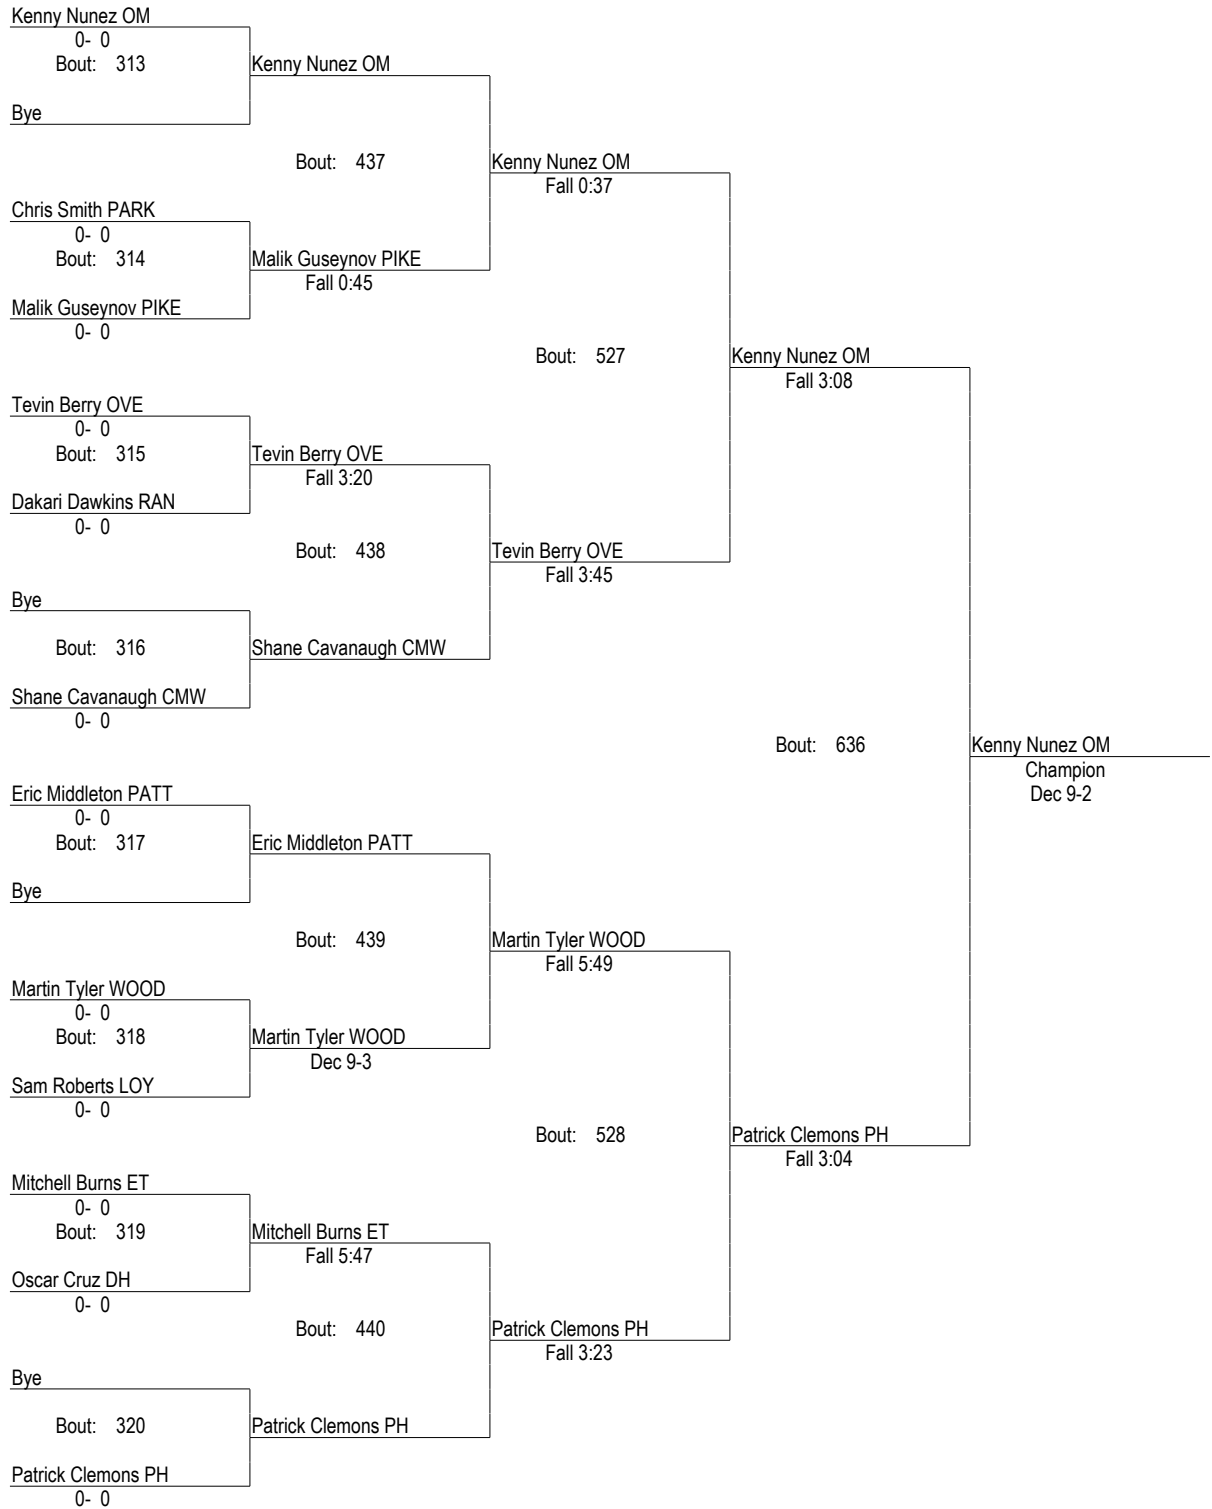 Kenny Nunez OM
0- 0
Bout: 313
Kenny Nunez OM
Bye
Bout: 437
Kenny Nunez OM
Fall 0:37
Chris Smith PARK
0- 0
Bout: 314
Malik Guseynov PIKE
Fall 0:45
Malik Guseynov PIKE
0- 0
Bout: 527
Kenny Nunez OM
Fall 3:08
Tevin Berry OVE
0- 0
Bout: 315
Tevin Berry OVE
Fall 3:20
Dakari Dawkins RAN
0- 0
Bout: 438
Tevin Berry OVE
Fall 3:45
Bye
Bout: 316
Shane Cavanaugh CMW
Shane Cavanaugh CMW
0- 0
Bout: 636
Kenny Nunez OM
Champion
Dec 9-2
Eric Middleton PATT
0- 0
Bout: 317
Eric Middleton PATT
Bye
Bout: 439
Martin Tyler WOOD
Fall 5:49
Martin Tyler WOOD
0- 0
Bout: 318
Martin Tyler WOOD
Dec 9-3
Sam Roberts LOY
0- 0
Bout: 528
Patrick Clemons PH
Fall 3:04
Mitchell Burns ET
0- 0
Bout: 319
Mitchell Burns ET
Fall 5:47
Oscar Cruz DH
0- 0
Bout: 440
Patrick Clemons PH
Fall 3:23
Bye
Bout: 320
Patrick Clemons PH
Patrick Clemons PH
0- 0